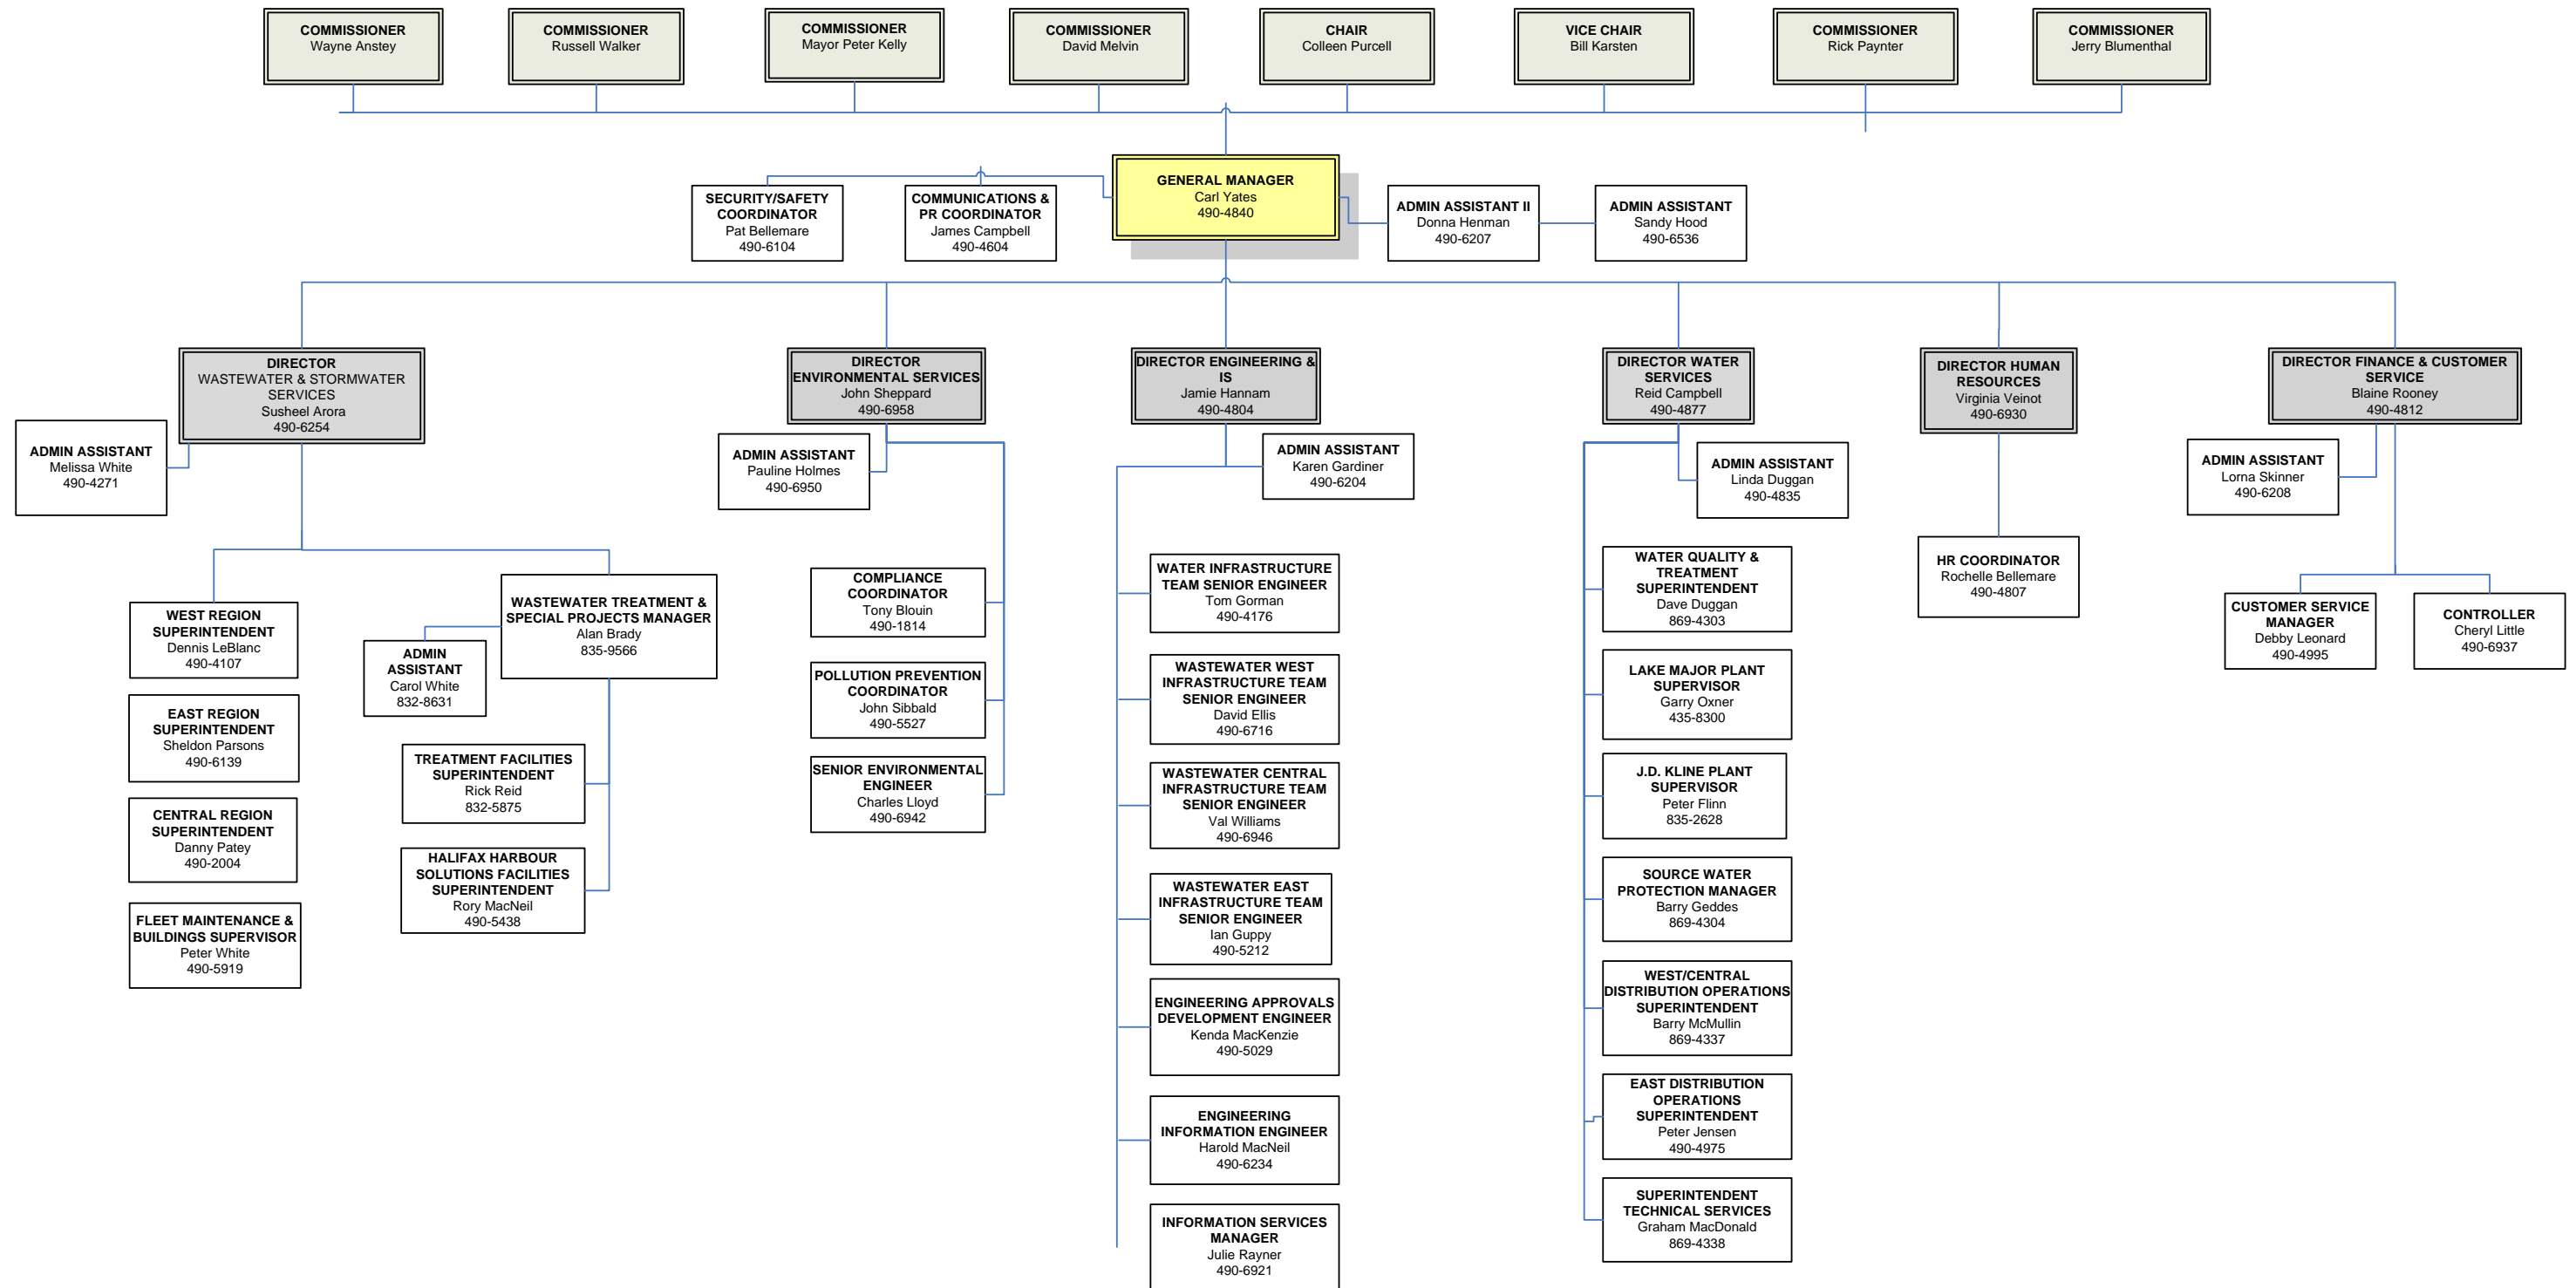 COMMISSIONER
Wayne Anstey
COMMISSIONER
Russell Walker
COMMISSIONER
Mayor Peter Kelly
COMMISSIONER
David Melvin
CHAIR
Colleen Purcell
VICE CHAIR
Bill Karsten
COMMISSIONER
Rick Paynter
COMMISSIONER
Jerry Blumenthal
SECURITY/SAFETY
COORDINATOR
Pat Bellemare
490-6104
COMMUNICATIONS &
PR COORDINATOR
James Campbell
490-4604
GENERAL MANAGER
Carl Yates
490-4840
ADMIN ASSISTANT II
Donna Henman
490-6207
ADMIN ASSISTANT
Sandy Hood
490-6536
DIRECTOR
WASTEWATER & STORMWATER
SERVICES
Susheel Arora
490-6254
DIRECTOR
ENVIRONMENTAL SERVICES
John Sheppard
490-6958
DIRECTOR ENGINEERING &
IS
Jamie Hannam
490-4804
DIRECTOR WATER
SERVICES
Reid Campbell
490-4877
DIRECTOR HUMAN
RESOURCES
Virginia Veinot
490-6930
DIRECTOR FINANCE & CUSTOMER
SERVICE
Blaine Rooney
490-4812
ADMIN ASSISTANT
Melissa White
490-4271
ADMIN ASSISTANT
Pauline Holmes
490-6950
ADMIN ASSISTANT
Karen Gardiner
490-6204
ADMIN ASSISTANT
Linda Duggan
490-4835
ADMIN ASSISTANT
Lorna Skinner
490-6208
WEST REGION
SUPERINTENDENT
Dennis LeBlanc
490-4107
EAST REGION
SUPERINTENDENT
Sheldon Parsons
490-6139
CENTRAL REGION
SUPERINTENDENT
Danny Patey
490-2004
FLEET MAINTENANCE &
BUILDINGS SUPERVISOR
Peter White
490-5919
WASTEWATER TREATMENT &
SPECIAL PROJECTS MANAGER
Alan Brady
835-9566
ADMIN
ASSISTANT
Carol White
832-8631
TREATMENT FACILITIES
SUPERINTENDENT
Rick Reid
832-5875
HALIFAX HARBOUR
SOLUTIONS FACILITIES
SUPERINTENDENT
Rory MacNeil
490-5438
COMPLIANCE
COORDINATOR
Tony Blouin
490-1814
POLLUTION PREVENTION
COORDINATOR
John Sibbald
490-5527
SENIOR ENVIRONMENTAL
ENGINEER
Charles Lloyd
490-6942
WATER INFRASTRUCTURE
TEAM SENIOR ENGINEER
Tom Gorman
490-4176
WASTEWATER WEST
INFRASTRUCTURE TEAM
SENIOR ENGINEER
David Ellis
490-6716
WASTEWATER CENTRAL
INFRASTRUCTURE TEAM
SENIOR ENGINEER
Val Williams
490-6946
WASTEWATER EAST
INFRASTRUCTURE TEAM
SENIOR ENGINEER
Ian Guppy
490-5212
ENGINEERING APPROVALS
DEVELOPMENT ENGINEER
Kenda MacKenzie
490-5029
ENGINEERING
INFORMATION ENGINEER
Harold MacNeil
490-6234
INFORMATION SERVICES
MANAGER
Julie Rayner
490-6921
WATER QUALITY &
TREATMENT
SUPERINTENDENT
Dave Duggan
869-4303
LAKE MAJOR PLANT
SUPERVISOR
Garry Oxner
435-8300
J.D. KLINE PLANT
SUPERVISOR
Peter Flinn
835-2628
SOURCE WATER
PROTECTION MANAGER
Barry Geddes
869-4304
WEST/CENTRAL
DISTRIBUTION OPERATIONS
SUPERINTENDENT
Barry McMullin
869-4337
EAST DISTRIBUTION
OPERATIONS
SUPERINTENDENT
Peter Jensen
490-4975
SUPERINTENDENT
TECHNICAL SERVICES
Graham MacDonald
869-4338
HR COORDINATOR
Rochelle Bellemare
490-4807
CUSTOMER SERVICE
MANAGER
Debby Leonard
490-4995
CONTROLLER
Cheryl Little
490-6937